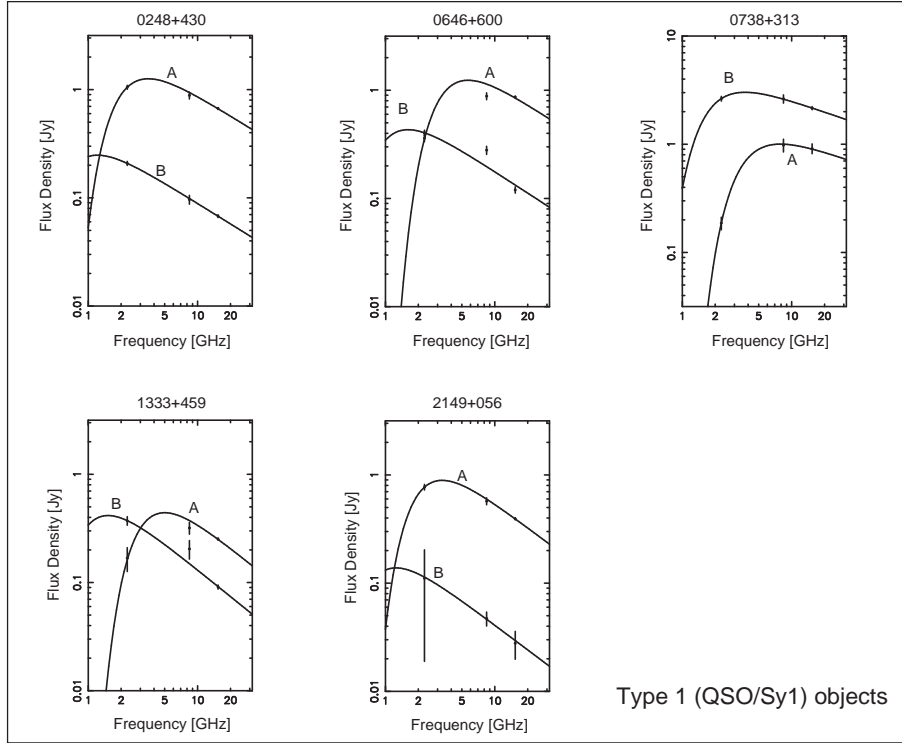 0248+430
0646+600
0738+313
Flux Density [Jy]
1
0.1
0.01
A
B
1 2 5 10 20
Frequency [GHz]
Flux Density [Jy]
1
0.1
0.01
B
A
1 2 5 10 20
Frequency [GHz]
Flux Density [Jy]
10
1
0.1
B
A
1 2 5 10 20
Frequency [GHz]
1333+459
2149+056
Flux Density [Jy]
1
0.1
0.01
B
A
1 2 5 10 20
Frequency [GHz]
Flux Density [Jy]
1
0.1
0.01
A
B
1 2 5 10 20
Frequency [GHz]
Type 1 (QSO/Sy1) objects